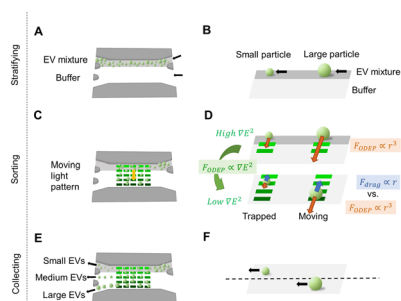 Stratifying
A
EV mixture
Buffer
B
Small particle
Large particle
EV mixture
Buffer
Sorting
C
Moving
light
pattern
D
High ∇E²
F_ODEP ∝ ∇E²
Low ∇E²
F_ODEP ∝ r³
F_drag ∝ r
vs.
F_ODEP ∝ r³
Trapped
Moving
Collecting
E
Small EVs
Medium EVs
Large EVs
F